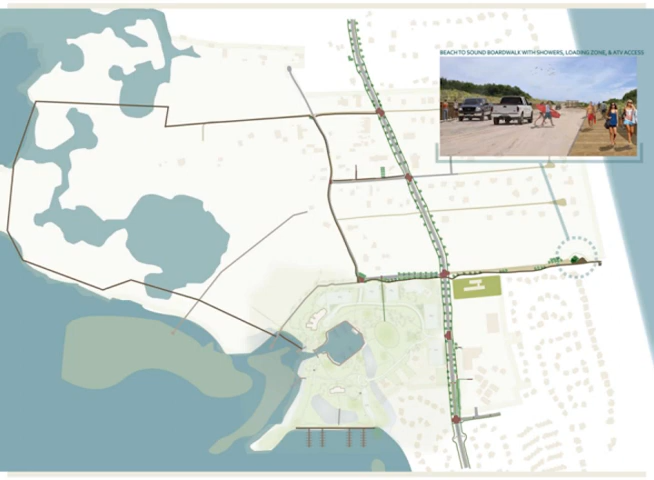 BEACH TO SOUND BOARDWALK WITH SHOWERS, LOADING ZONE, & ATV ACCESS